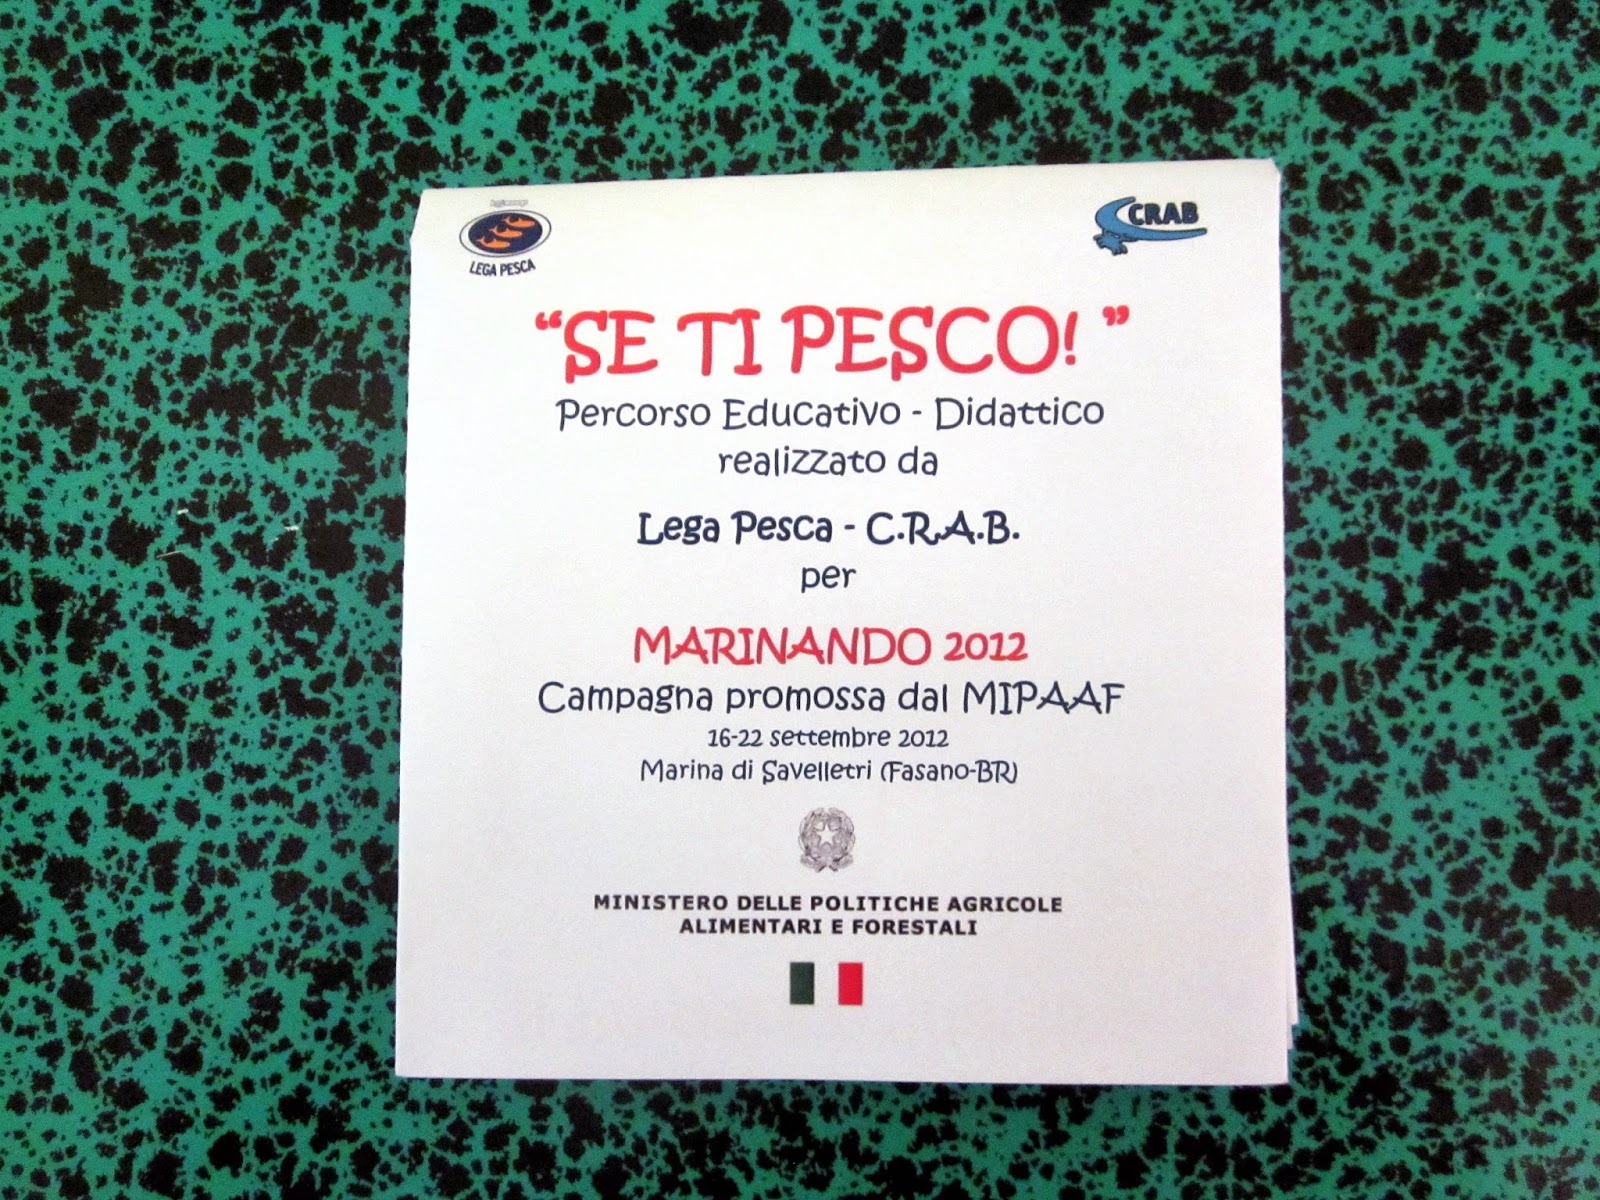 LEGA PESCA
CRAB
“SE TI PESCO! ”
Percorso Educativo - Didattico
realizzato da
Lega Pesca - C.R.A.B.
per
MARINANDO 2012
Campagna promossa dal MIPAAF
16-22 settembre 2012
Marina di Savelletri (Fasano-BR)
MINISTERO DELLE POLITICHE AGRICOLE
ALIMENTARI E FORESTALI